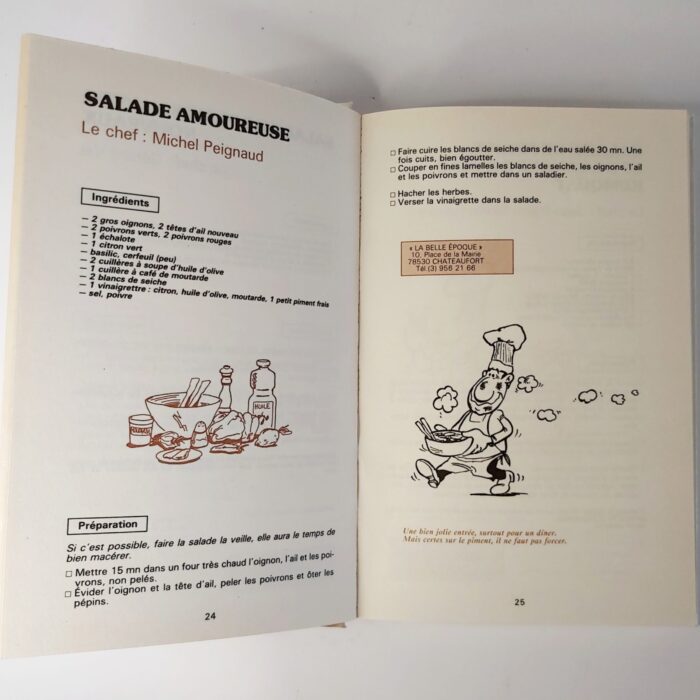 SALADE AMOUREUSE
Le chef : Michel Peignaud
Ingrédients
— 2 gros oignons, 2 têtes d'ail nouveau
— 2 poivrons verts, 2 poivrons rouges
— 1 échalote
— 1 citron vert
— basilic, cerfeuil (peu)
— 2 cuillères à soupe d'huile d'olive
— 1 cuillère à café de moutarde
— 2 blancs de seiche
— 1 vinaigrette : citron, huile d'olive, moutarde, 1 petit piment frais
— sel, poivre
HUILE
Préparation
Si c'est possible, faire la salade la veille, elle aura le temps de
bien macérer.
□ Mettre 15 mn dans un four très chaud l'oignon, l'ail et les poi-
vrons, non pelés.
□ Évider l'oignon et la tête d'ail, peler les poivrons et ôter les
pépins.
24
□ Faire cuire les blancs de seiche dans de l'eau salée 30 mn. Une
fois cuits, bien égoutter.
□ Couper en fines lamelles les blancs de seiche, les oignons, l'ail
et les poivrons et mettre dans un saladier.
□ Hacher les herbes.
□ Verser la vinaigrette dans la salade.
« LA BELLE ÉPOQUE »
10, Place de la Mairie
78530 CHATEAUFORT
Tél.(3) 956 21 66
Une bien jolie entrée, surtout pour un dîner.
Mais certes sur le piment, il ne faut pas forcer.
25